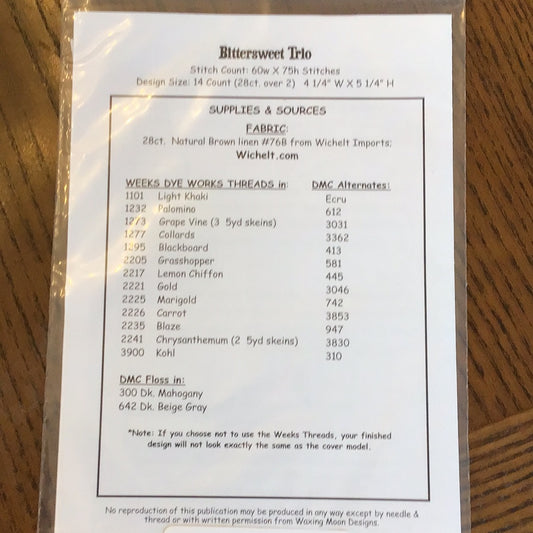 Bittersweet Trio
Stitch Count: 60w X 75h Stitches
Design Size: 14 Count (28ct. over 2) 4 1/4" W X 5 1/4" H
SUPPLIES & SOURCES
FABRIC:
28ct. Natural Brown linen #76B from Wichelt Imports;
Wichelt.com
WEEKS DYE WORKS THREADS in: DMC Alternates:
1101 Light Khaki Ecru
1232 Palomino 612
1273 Grape Vine (3 5yd skeins) 3031
1277 Collards 3362
1295 Blackboard 413
2205 Grasshopper 581
2217 Lemon Chiffon 445
2221 Gold 3046
2225 Marigold 742
2226 Carrot 3853
2235 Blaze 947
2241 Chrysanthemum (2 5yd skeins) 3830
3900 Kohl 310
DMC Floss in:
300 Dk. Mahogany
642 Dk. Beige Gray
*Note: If you choose not to use the Weeks Threads, your finished
design will not look exactly the same as the cover model.
No reproduction of this publication may be produced in any way except by needle &
thread or with written permission from Waxing Moon Designs.